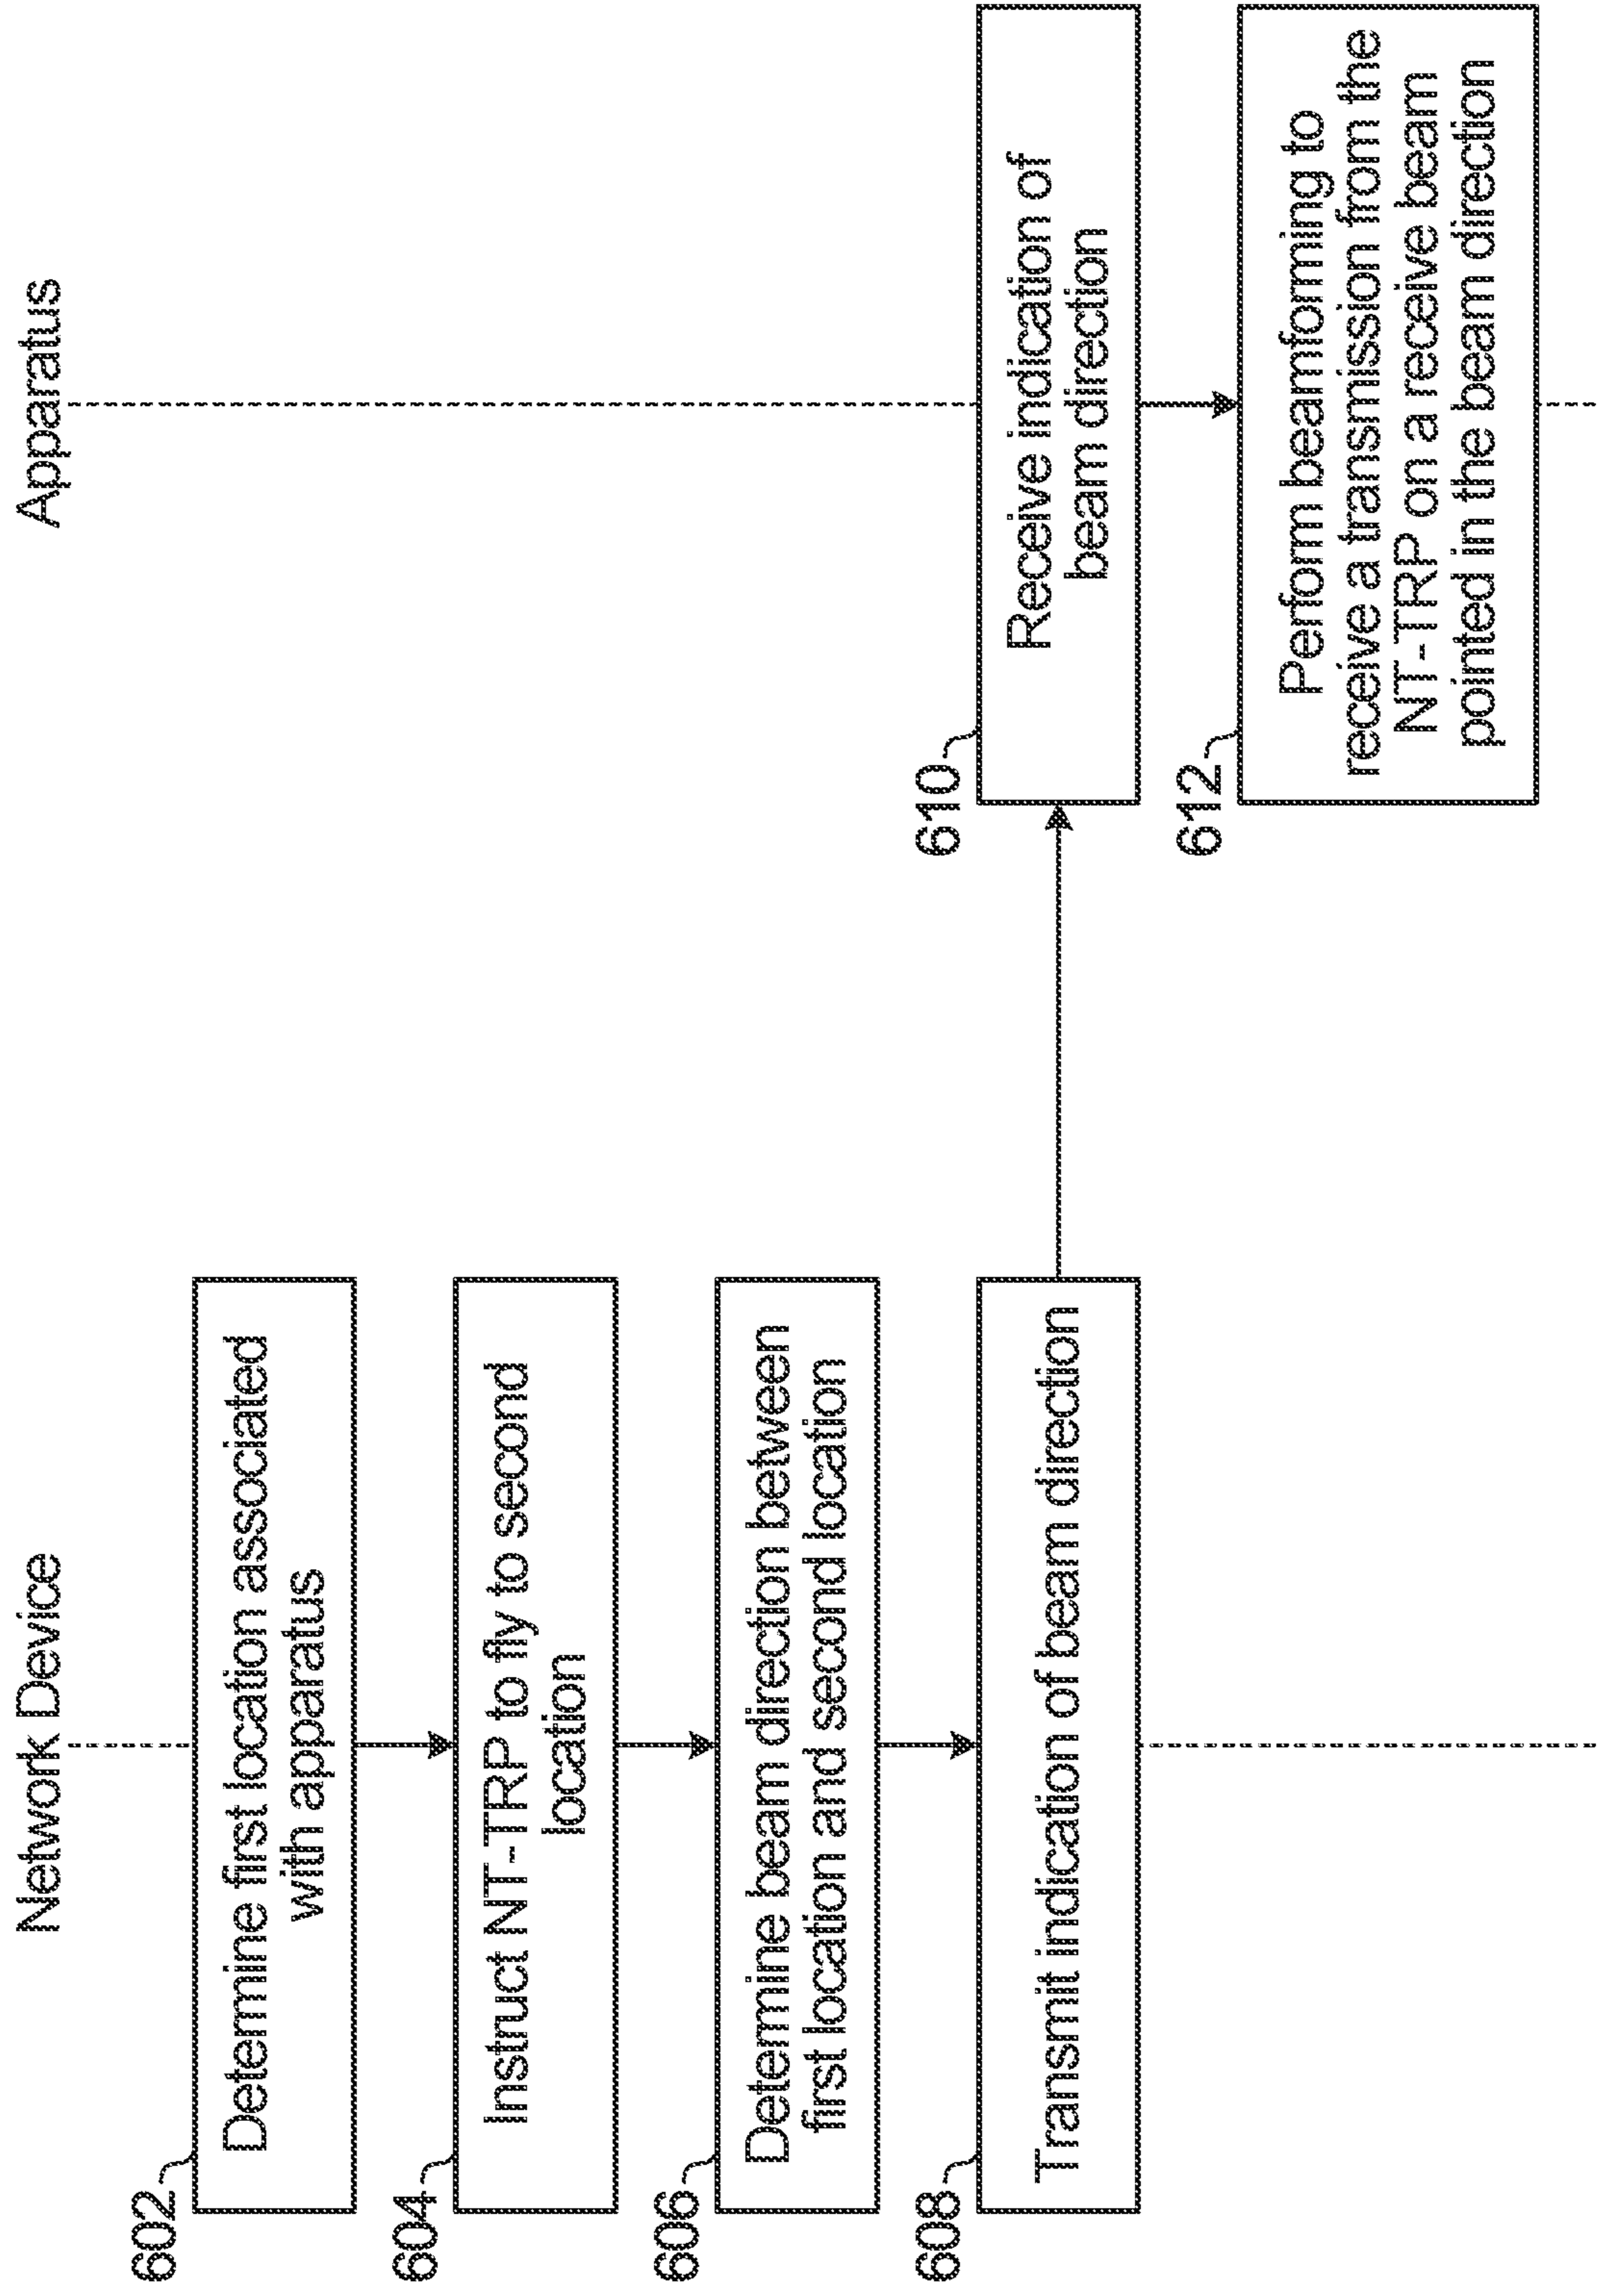 Network Device
Apparatus
602
Determine first location associated
with apparatus
604
Instruct NT-TRP to fly to second
location
606
Determine beam direction between
first location and second location
608
Transmit indication of beam direction
610
Receive indication of
beam direction
612
Perform beamforming to
receive a transmission from the
NT-TRP on a receive beam
pointed in the beam direction